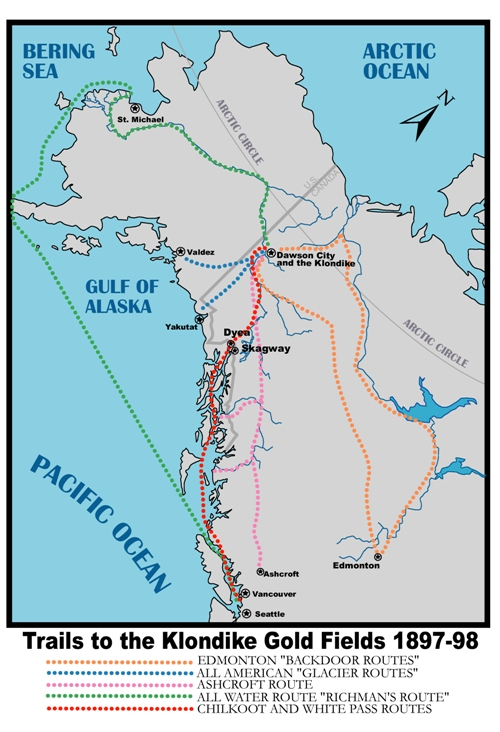 BERING
SEA
ARCTIC
OCEAN
N
St. Michael
ARCTIC CIRCLE
U.S.
CANADA
Valdez
Dawson City
and the Klondike
GULF OF
ALASKA
Yakutat
Dyea
Skagway
ARCTIC CIRCLE
PACIFIC OCEAN
Edmonton
Ashcroft
Vancouver
Seattle
Trails to the Klondike Gold Fields 1897-98
EDMONTON "BACKDOOR ROUTES"
ALL AMERICAN "GLACIER ROUTES"
ASHCROFT ROUTE
ALL WATER ROUTE "RICHMAN'S ROUTE"
CHILKOOT AND WHITE PASS ROUTES